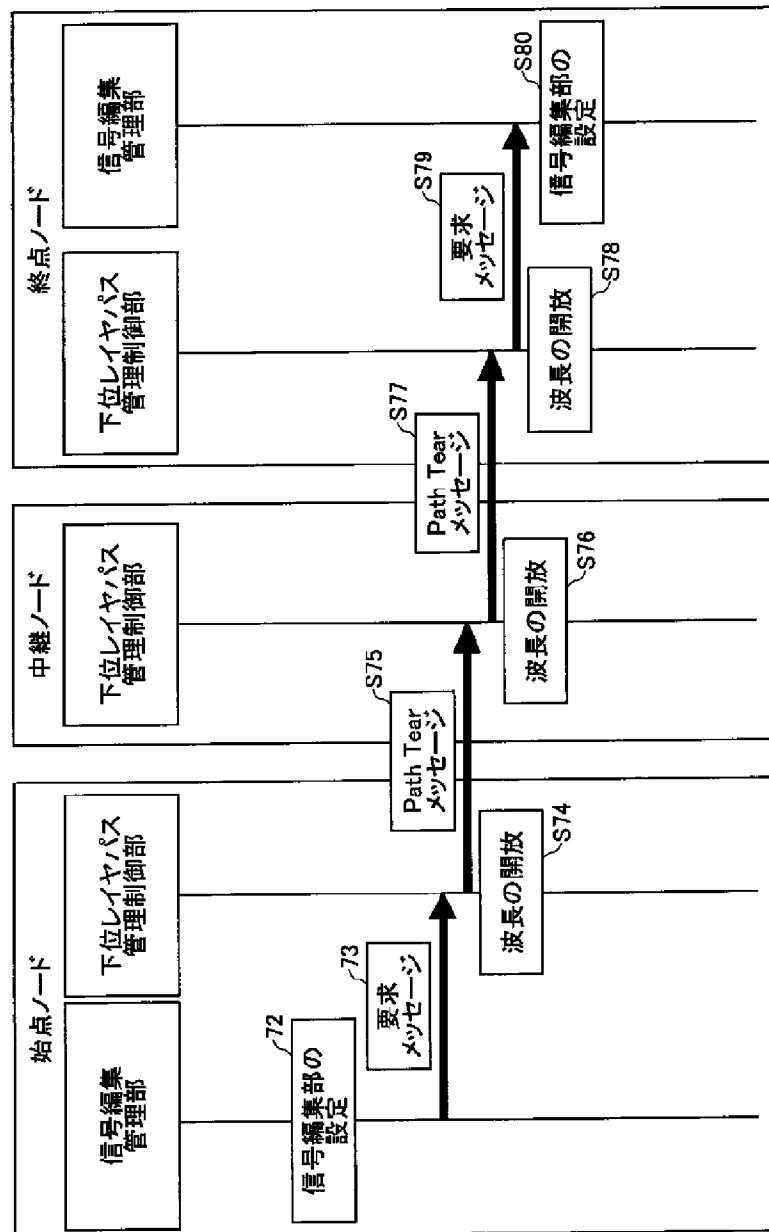 始点ノード
信号編集
管理部
下位レイヤパス
管理制御部
中継ノード
下位レイヤパス
管理制御部
終点ノード
下位レイヤパス
管理制御部
信号編集
管理部
72
信号編集部の
設定
73
要求
メッセージ
波長の開放
S74
S75
Path Tear
メッセージ
波長の開放
S76
S77
Path Tear
メッセージ
波長の開放
S78
S79
要求
メッセージ
S80
信号編集部の
設定